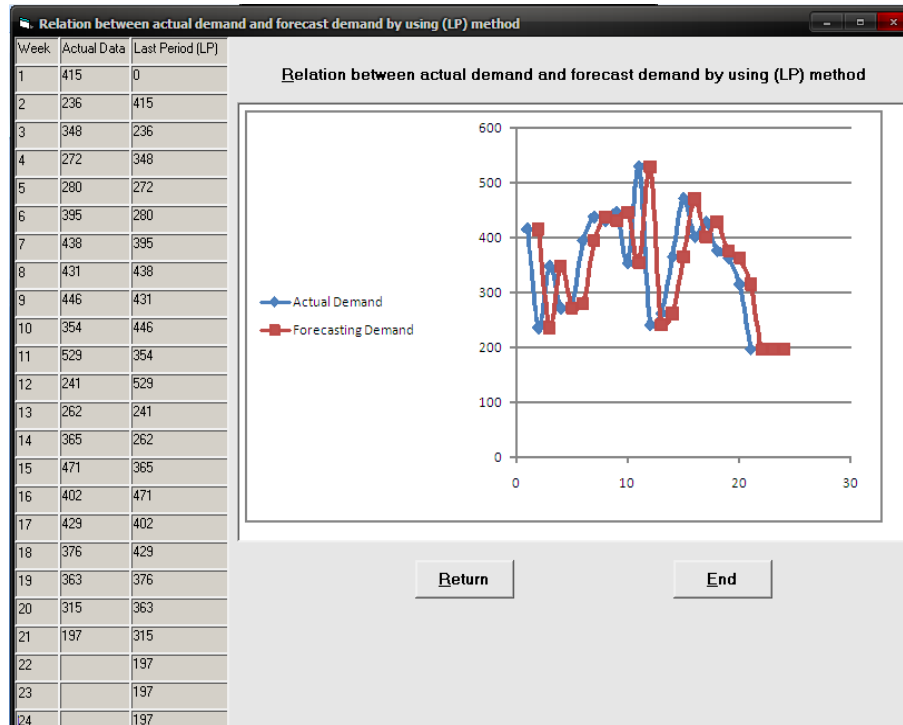 Relation between actual demand and forecast demand by using (LP) method
Week Actual Data Last Period (LP)
1 415 0
2 236 415
3 348 236
4 272 348
5 280 272
6 395 280
7 438 395
8 431 438
9 446 431
10 354 446
11 529 354
12 241 529
13 262 241
14 365 262
15 471 365
16 402 471
17 429 402
18 376 429
19 363 376
20 315 363
21 197 315
22 197
23 197
24 197
Relation between actual demand and forecast demand by using (LP) method
600
500
400
300
200
100
0
0 10 20 30
Actual Demand
Forecasting Demand
Return End